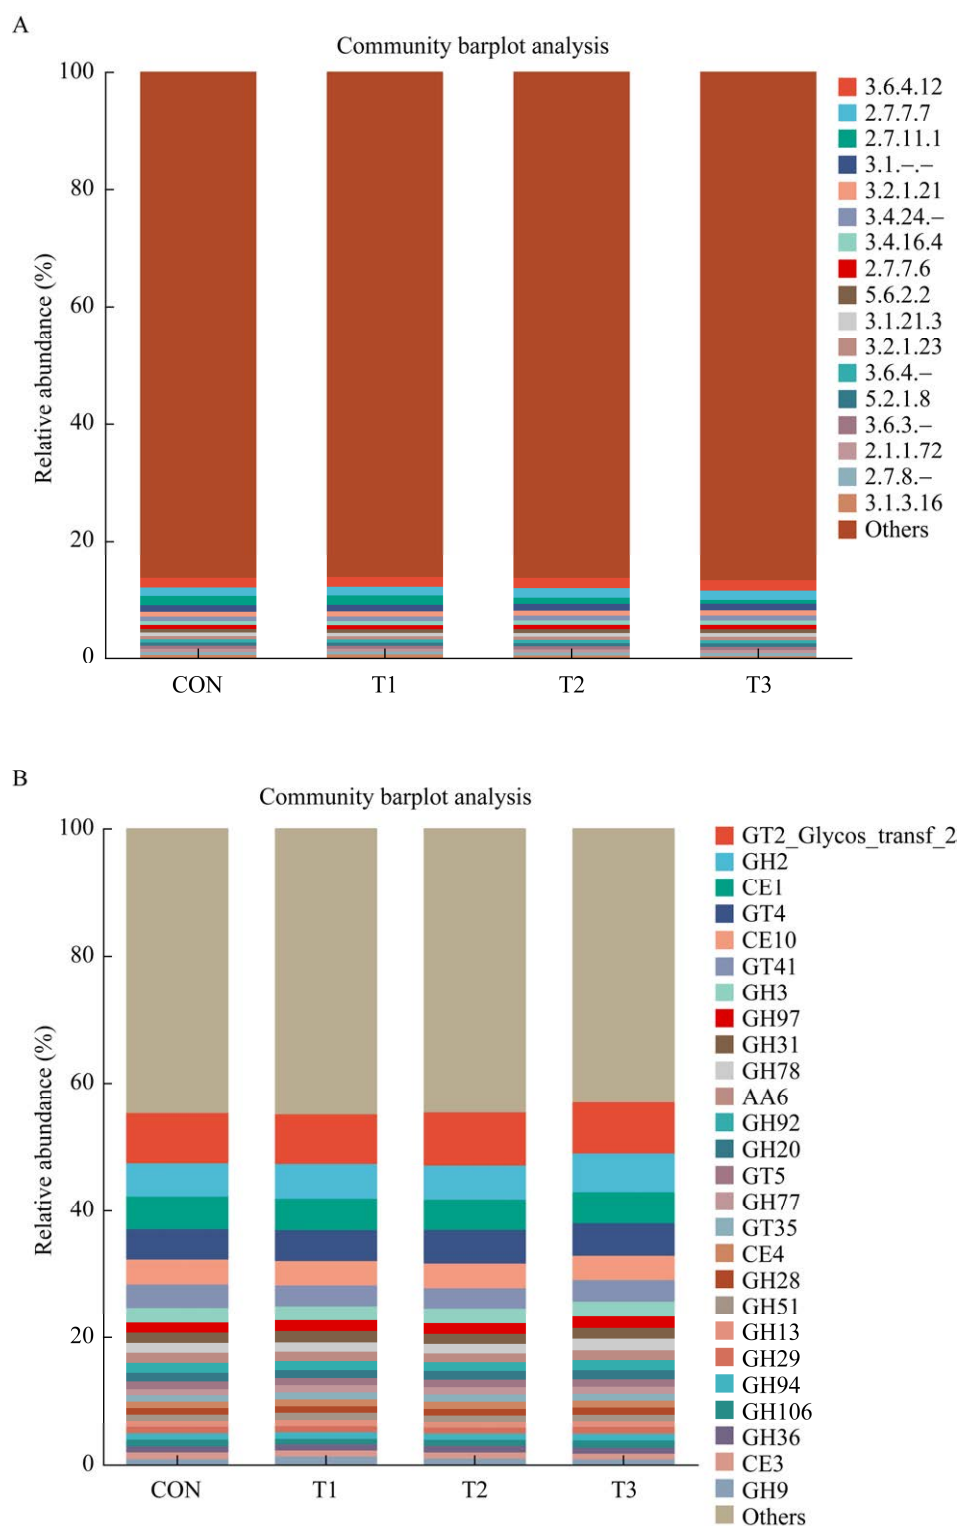 A
Community barplot analysis
Relative abundance (%)
100
80
60
40
20
0
CON
T1
T2
T3
3.6.4.12
2.7.7.7
2.7.11.1
3.1.–.–
3.2.1.21
3.4.24.–
3.4.16.4
2.7.7.6
5.6.2.2
3.1.21.3
3.2.1.23
3.6.4.–
5.2.1.8
3.6.3.–
2.1.1.72
2.7.8.–
3.1.3.16
Others
B
Community barplot analysis
Relative abundance (%)
100
80
60
40
20
0
CON
T1
T2
T3
GT2_Glycos_transf_2
GH2
CE1
GT4
CE10
GT41
GH3
GH97
GH31
GH78
AA6
GH92
GH20
GT5
GH77
GT35
CE4
GH28
GH51
GH13
GH29
GH94
GH106
GH36
CE3
GH9
Others